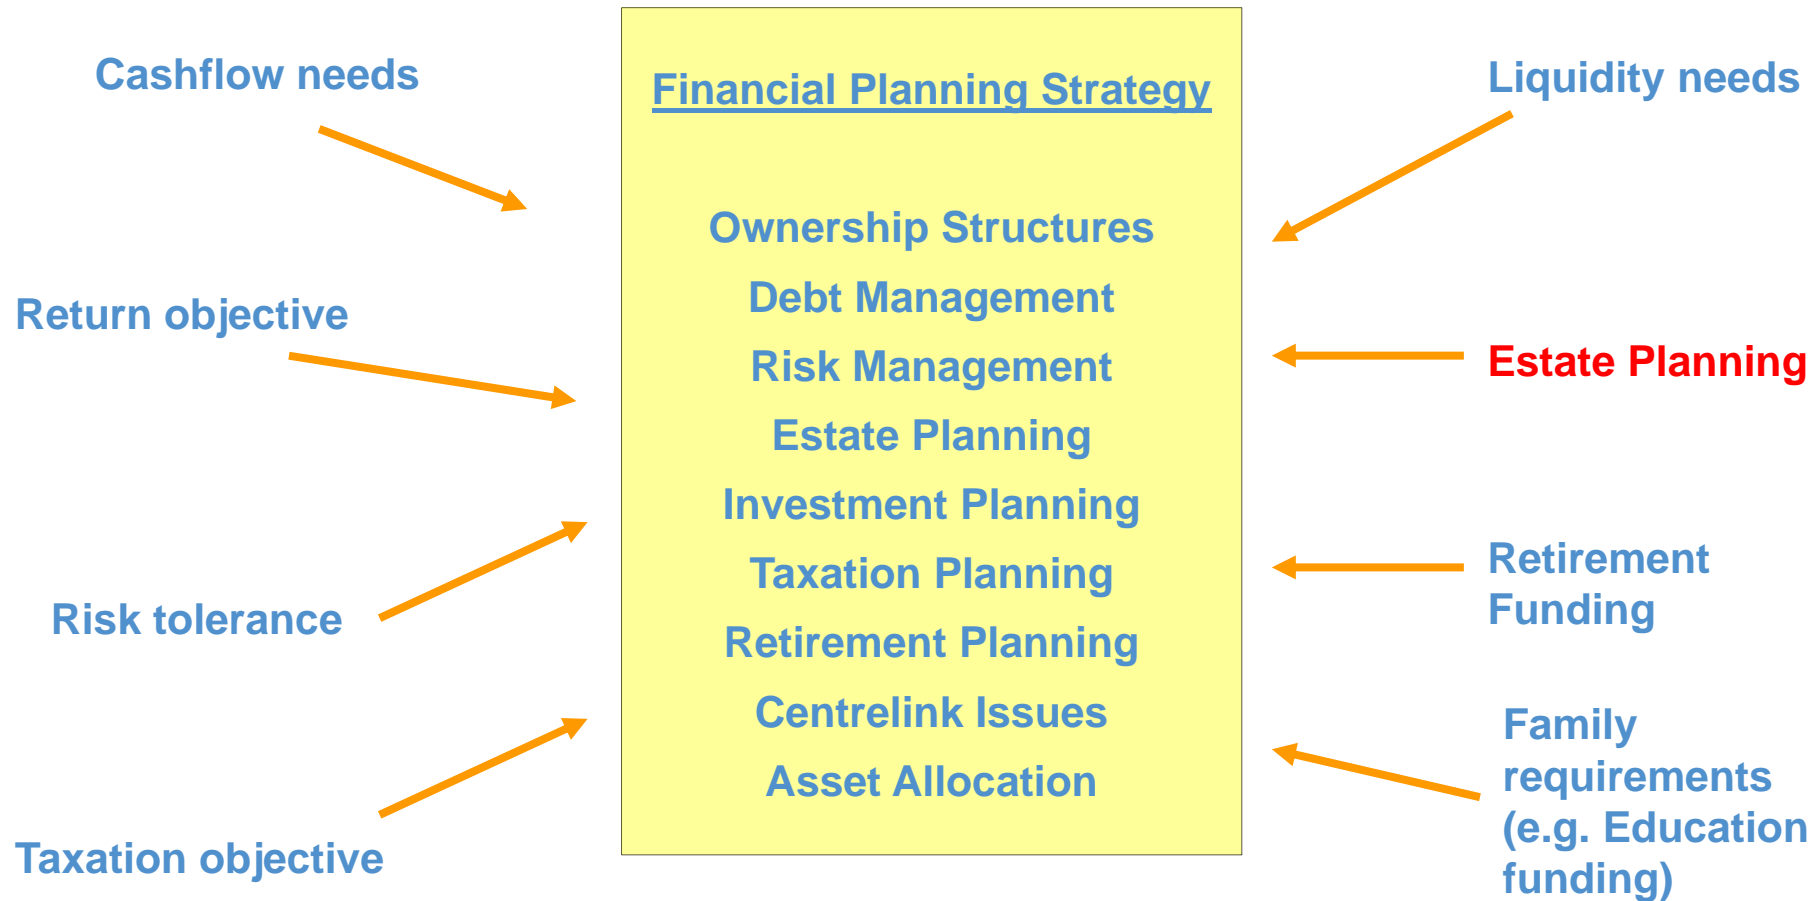 Cashflow needs
Return objective
Risk tolerance
Taxation objective
Financial Planning Strategy
Ownership Structures
Debt Management
Risk Management
Estate Planning
Investment Planning
Taxation Planning
Retirement Planning
Centrelink Issues
Asset Allocation
Liquidity needs
Estate Planning
Retirement
Funding
Family
requirements
(e.g. Education
funding)